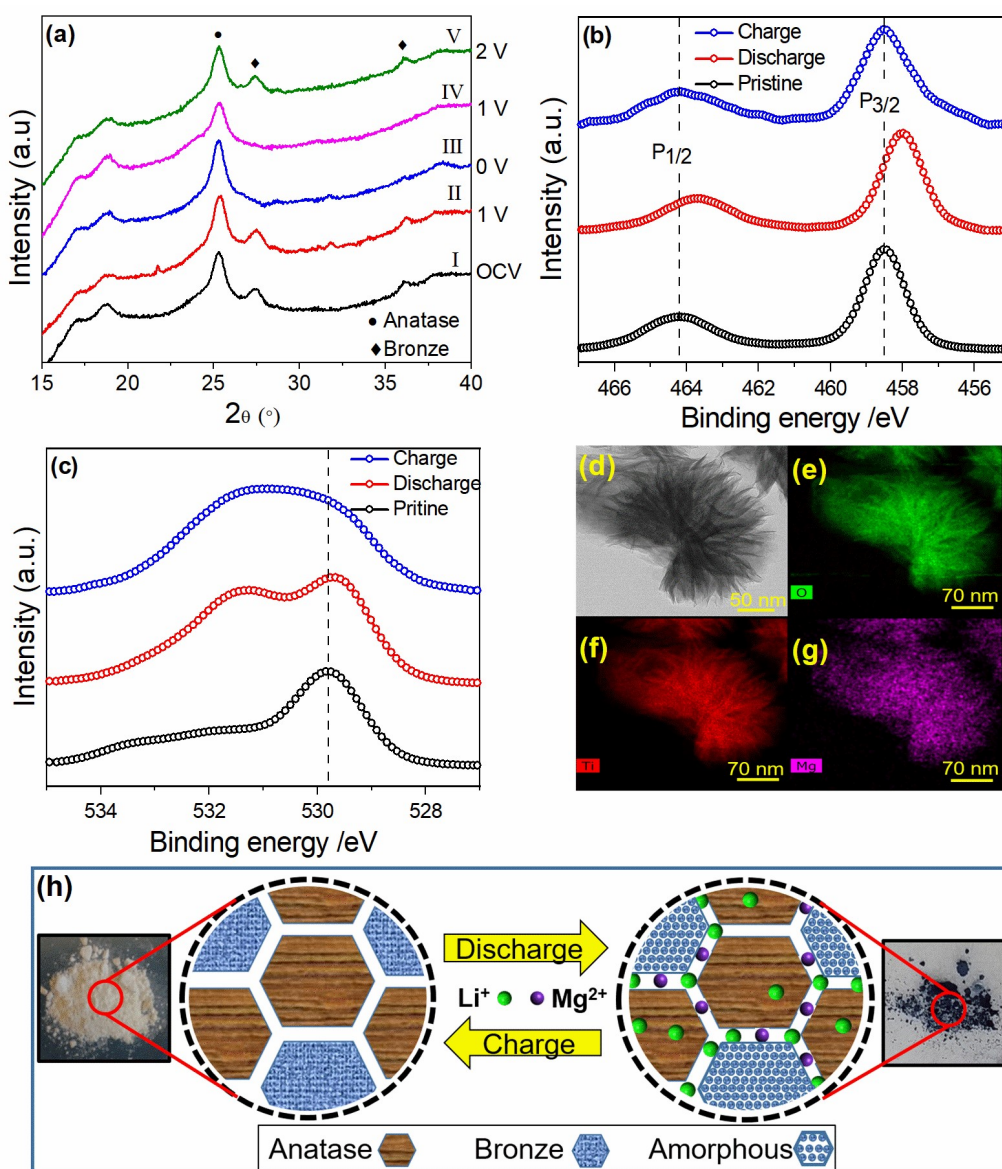 (a)
V
2 V
IV
1 V
III
0 V
II
1 V
I
OCV
● Anatase
♦ Bronze
Intensity (a.u)
15 20 25 30 35 40
2θ (°)
(b)
Charge
Discharge
Pristine
P3/2
P1/2
Intensity (a.u.)
466 464 462 460 458 456
Binding energy /eV
(c)
Charge
Discharge
Pritine
Intensity (a.u.)
534 532 530 528
Binding energy /eV
(d)
50 nm
(e)
O
70 nm
(f)
Ti
70 nm
(g)
Mg
70 nm
(h)
Discharge
Li+ Mg2+
Charge
Anatase Bronze Amorphous